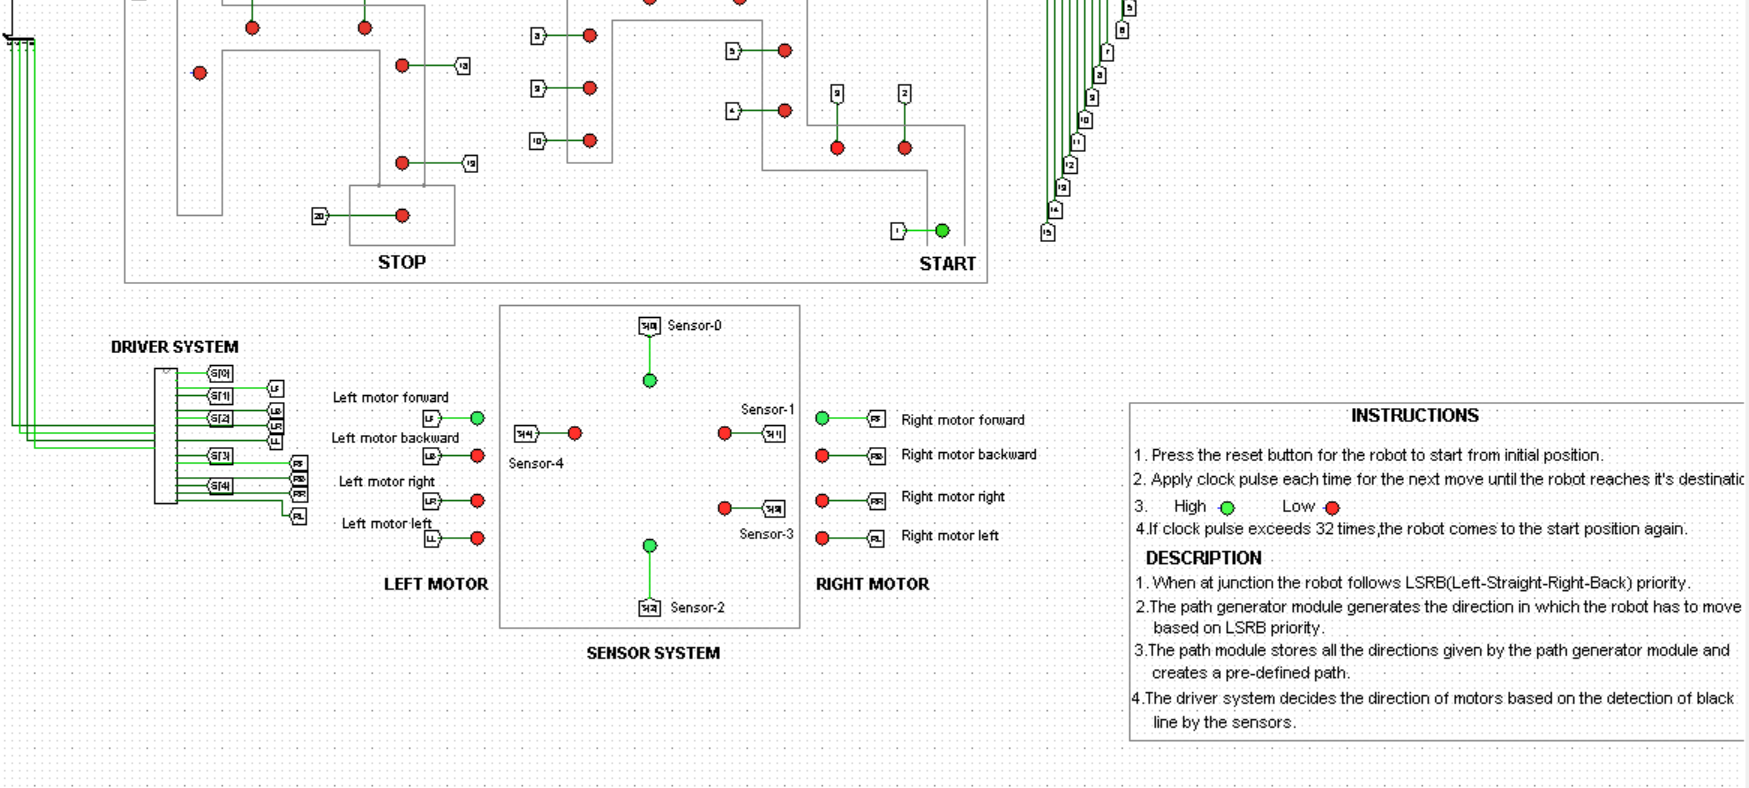 18
3
5
9
3
2
4
10
19
20
1
STOP
START
5
6
7
8
9
10
11
12
13
14
15
DRIVER SYSTEM
S[0]
S[1]
S[2]
S[3]
S[4]
LF
LB
LR
LL
RF
RB
RR
RL
Left motor forward
LF
Left motor backward
LB
Left motor right
LR
Left motor left
LL
LEFT MOTOR
Sensor-0
Sensor-1
Sensor-4
Sensor-3
Sensor-2
SENSOR SYSTEM
RF
Right motor forward
RB
Right motor backward
RR
Right motor right
RL
Right motor left
RIGHT MOTOR
INSTRUCTIONS
1. Press the reset button for the robot to start from initial position.
2. Apply clock pulse each time for the next move until the robot reaches it's destinatio
3. High Low
4.If clock pulse exceeds 32 times,the robot comes to the start position again.
DESCRIPTION
1. When at junction the robot follows LSRB(Left-Straight-Right-Back) priority.
2.The path generator module generates the direction in which the robot has to move
based on LSRB priority.
3.The path module stores all the directions given by the path generator module and
creates a pre-defined path.
4.The driver system decides the direction of motors based on the detection of black
line by the sensors.